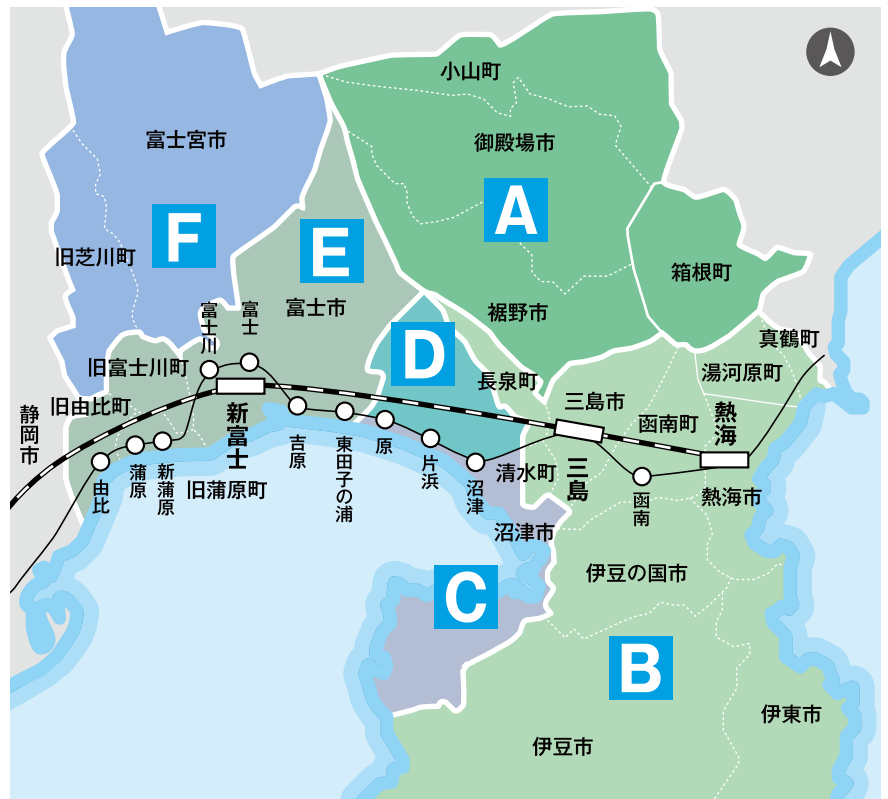 小山町
御殿場市
富士宮市
A
F
E
旧芝川町
箱根町
富士市
裾野市
富士川
富士
D
真鶴町
旧富士川町
長泉町
湯河原町
旧由比町
三島市
函南町
熱海
静岡市
新富士
吉原
東田子の浦
原
片浜
沼津
清水町
三島
函南
熱海市
由比
蒲原
新蒲原
旧蒲原町
沼津市
伊豆の国市
C
B
伊東市
伊豆市